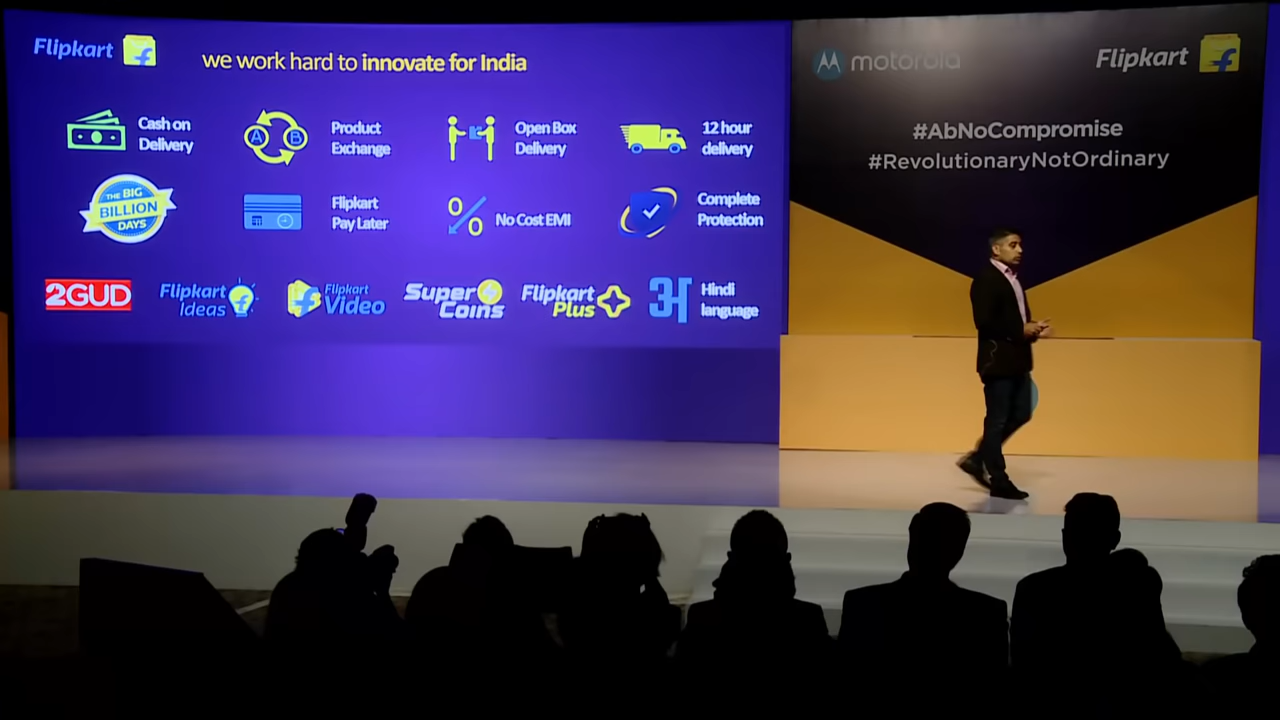 Flipkart
we work hard to innovate for India
Cash on
Delivery
A B
Product
Exchange
Open Box
Delivery
12 hour
delivery
THE BIG
BILLION
DAYS
Flipkart
Pay Later
No Cost EMI
Complete
Protection
2GUD
Flipkart
Ideas
Flipkart
Video
Super
Coins
Flipkart
Plus
अ
Hindi
language
motorola
Flipkart
#AbNoCompromise
#RevolutionaryNotOrdinary